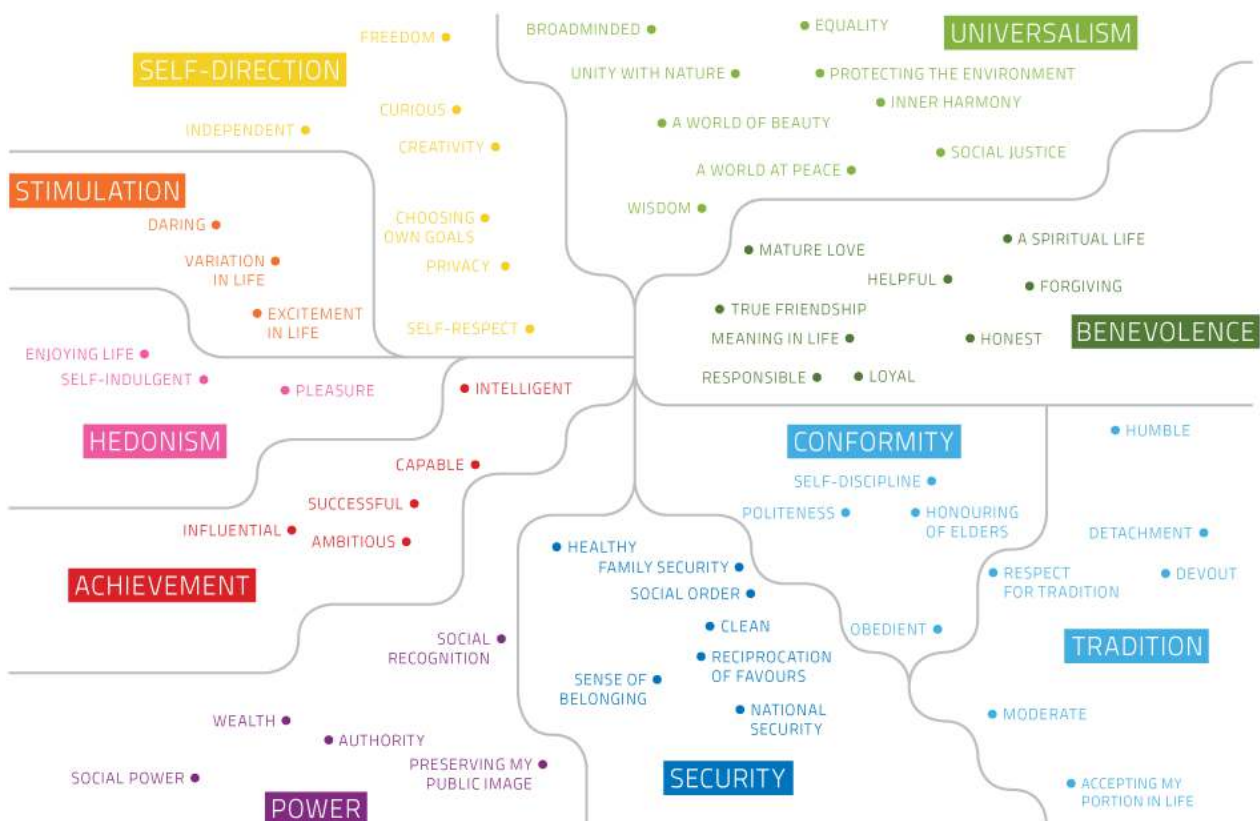 SELF-DIRECTION
FREEDOM
CURIOUS
INDEPENDENT
CREATIVITY
CHOOSING
OWN GOALS
PRIVACY
SELF-RESPECT
UNIVERSALISM
BROADMINDED
EQUALITY
UNITY WITH NATURE
PROTECTING THE ENVIRONMENT
INNER HARMONY
A WORLD OF BEAUTY
SOCIAL JUSTICE
A WORLD AT PEACE
WISDOM
STIMULATION
DARING
VARIATION
IN LIFE
EXCITEMENT
IN LIFE
BENEVOLENCE
MATURE LOVE
A SPIRITUAL LIFE
HELPFUL
FORGIVING
TRUE FRIENDSHIP
MEANING IN LIFE
HONEST
RESPONSIBLE
LOYAL
ENJOYING LIFE
SELF-INDULGENT
PLEASURE
HEDONISM
INTELLIGENT
CAPABLE
SUCCESSFUL
INFLUENTIAL
AMBITIOUS
ACHIEVEMENT
CONFORMITY
SELF-DISCIPLINE
POLITENESS
HONOURING
OF ELDERS
OBEDIENT
HUMBLE
DETACHMENT
RESPECT
FOR TRADITION
DEVOUT
TRADITION
MODERATE
ACCEPTING MY
PORTION IN LIFE
HEALTHY
FAMILY SECURITY
SOCIAL ORDER
CLEAN
RECIPROCATION
OF FAVOURS
SENSE OF
BELONGING
NATIONAL
SECURITY
SECURITY
SOCIAL
RECOGNITION
WEALTH
AUTHORITY
PRESERVING MY
PUBLIC IMAGE
SOCIAL POWER
POWER